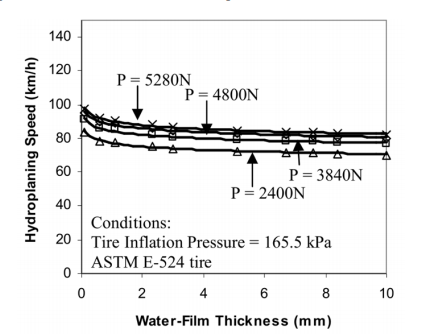 140
120
100
80
60
40
20
0
Hydroplaning Speed (km/h)
P = 5280N
P = 4800N
P = 3840N
P = 2400N
Conditions:
Tire Inflation Pressure = 165.5 kPa
ASTM E-524 tire
0 2 4 6 8 10
Water-Film Thickness (mm)